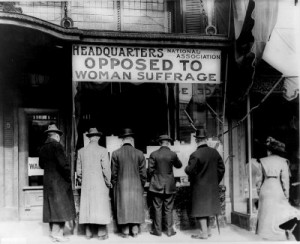 HEADQUARTERS NATIONAL ASSOCIATION
OPPOSED TO
WOMAN SUFFRAGE